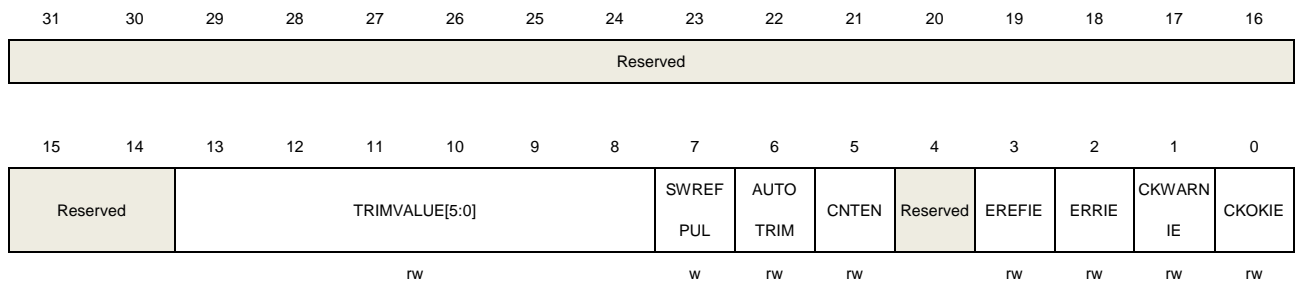 31 30 29 28 27 26 25 24 23 22 21 20 19 18 17 16
Reserved
15 14 13 12 11 10 9 8 7 6 5 4 3 2 1 0
Reserved TRIMVALUE[5:0] SWREF PUL AUTO TRIM CNTEN Reserved EREFIE ERRIE CKWARN IE CKOKIE
rw w rw rw rw rw rw rw